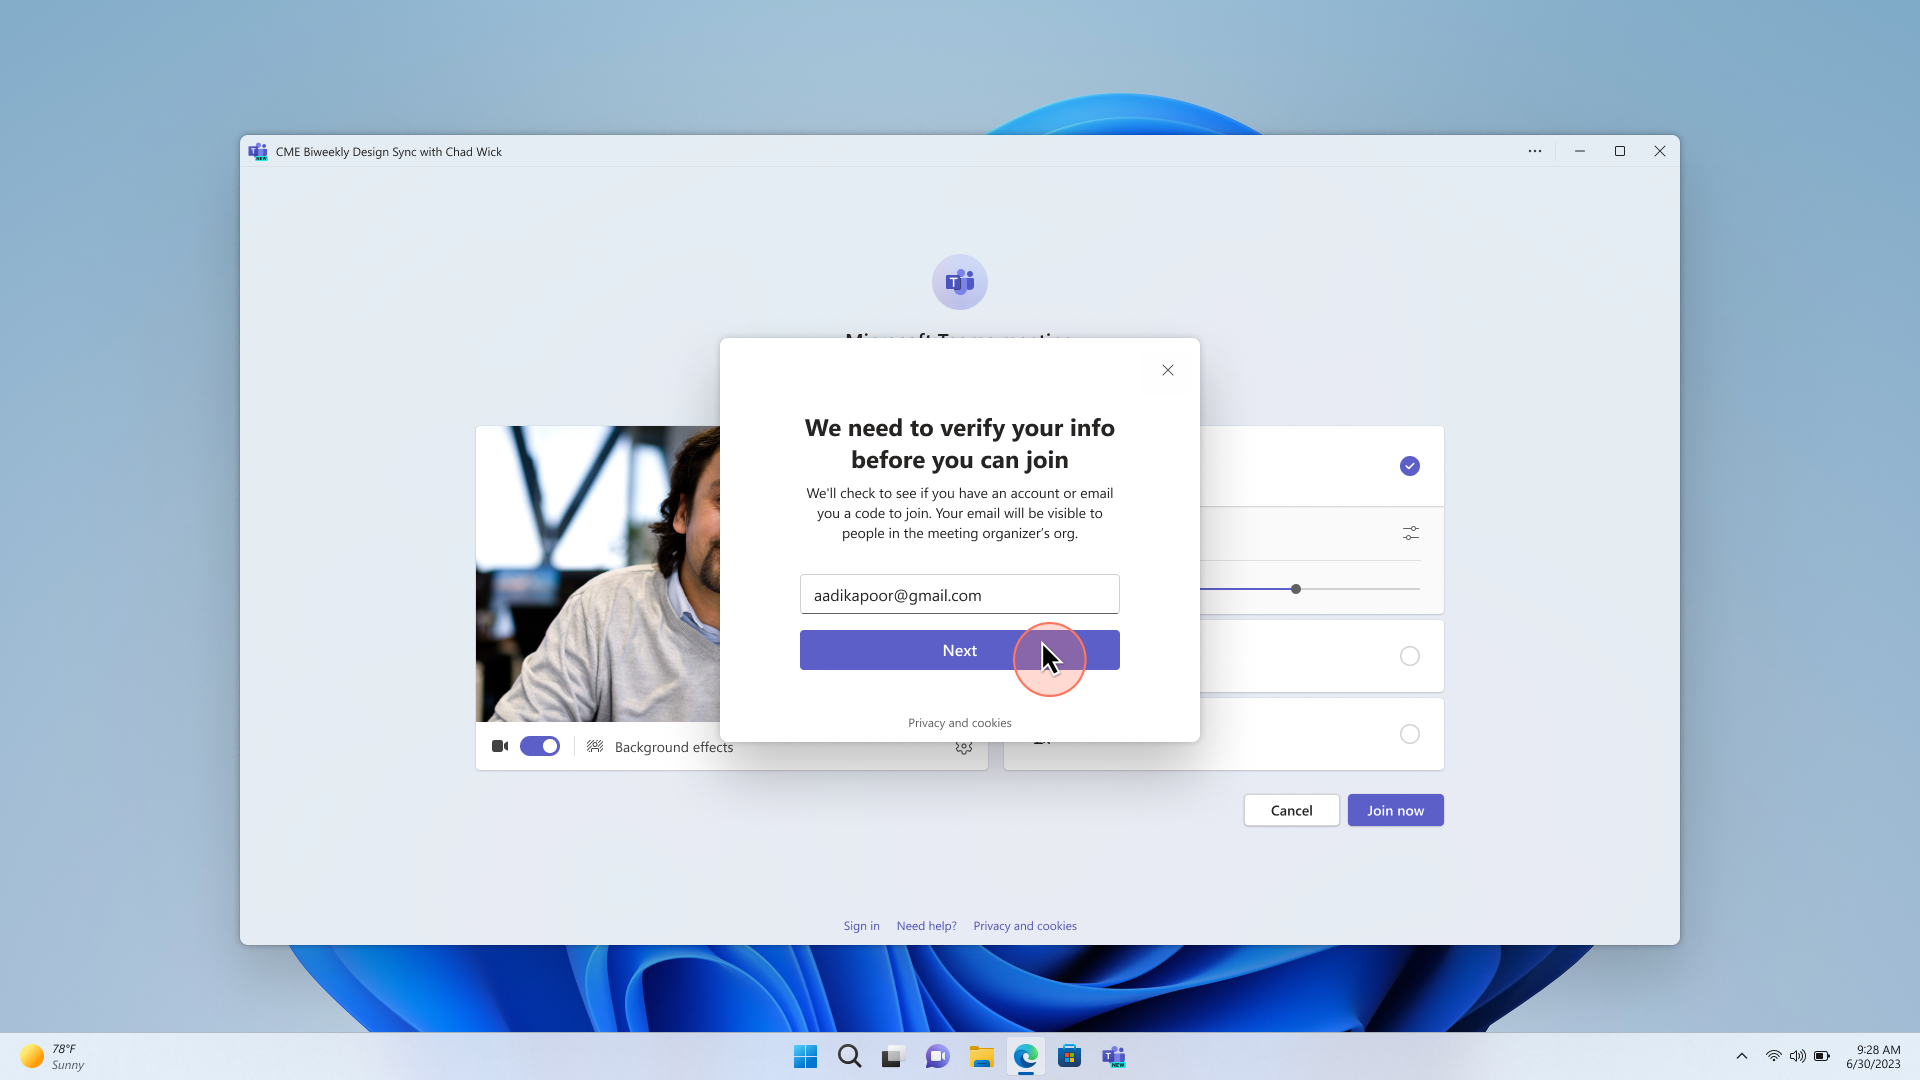 CME Biweekly Design Sync with Chad Wick
Microsoft Teams meeting
We need to verify your info
before you can join
We'll check to see if you have an account or email
you a code to join. Your email will be visible to
people in the meeting organizer’s org.
aadikapoor@gmail.com
Next
Privacy and cookies
Background effects
Cancel
Join now
Sign in
Need help?
Privacy and cookies
78°F
Sunny
9:28 AM
6/30/2023